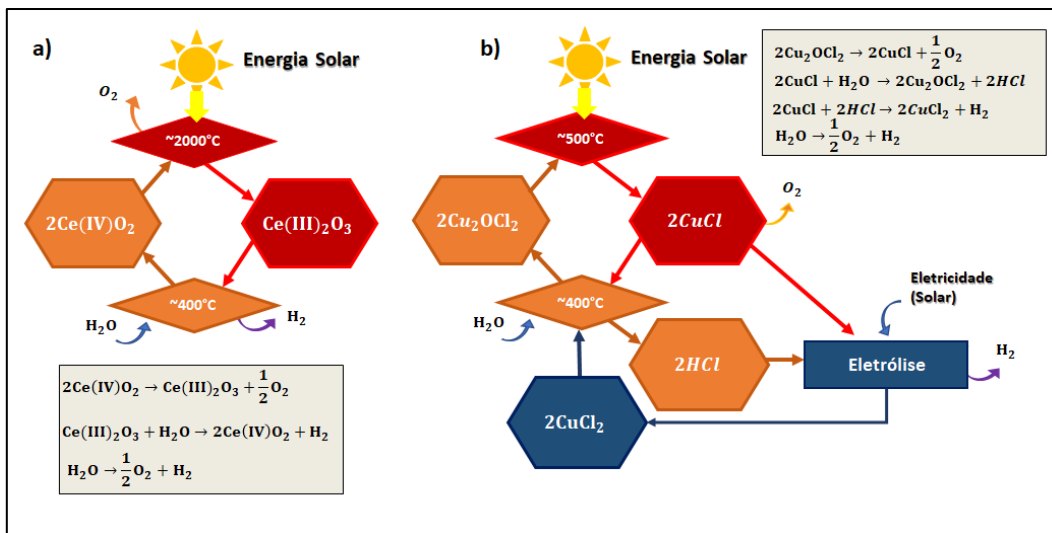 a)
Energia Solar
O₂
~2000°C
2Ce(IV)O₂
Ce(III)₂O₃
~400°C
H₂O
H₂
2Ce(IV)O₂ → Ce(III)₂O₃ + 1/2 O₂
Ce(III)₂O₃ + H₂O → 2Ce(IV)O₂ + H₂
H₂O → 1/2 O₂ + H₂
b)
Energia Solar
2Cu₂OCl₂ → 2CuCl + 1/2 O₂
2CuCl + H₂O → 2Cu₂OCl₂ + 2HCl
2CuCl + 2HCl → 2CuCl₂ + H₂
H₂O → 1/2 O₂ + H₂
~500°C
2Cu₂OCl₂
2CuCl
O₂
~400°C
H₂O
Eletricidade
(Solar)
2HCl
Eletrólise
H₂
2CuCl₂